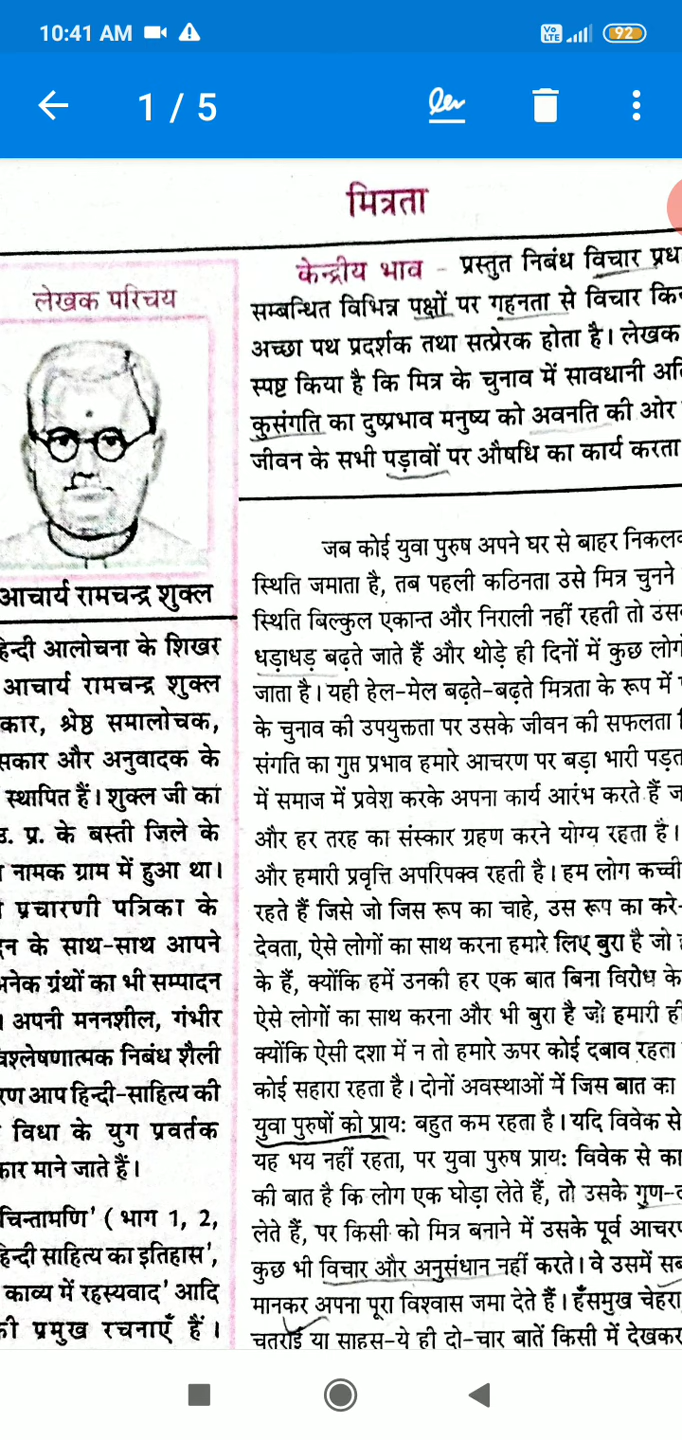 10:41 AM
Vo LTE
92
1 / 5
मित्रता
लेखक परिचय
आचार्य रामचन्द्र शुक्ल
हिन्दी आलोचना के शिखर
आचार्य रामचन्द्र शुक्ल
कार, श्रेष्ठ समालोचक,
सकार और अनुवादक के
स्थापित हैं। शुक्ल जी का
उ. प्र. के बस्ती जिले के
नामक ग्राम में हुआ था।
प्रचारणी पत्रिका के
दन के साथ-साथ आपने
अनेक ग्रंथों का भी सम्पादन
। अपनी मननशील, गंभीर
विश्लेषणात्मक निबंध शैली
रण आप हिन्दी-साहित्य की
विधा के युग प्रवर्तक
कार माने जाते हैं।
चिन्तामणि' ( भाग 1, 2,
हिन्दी साहित्य का इतिहास',
काव्य में रहस्यवाद' आदि
की प्रमुख रचनाएँ हैं।
केन्द्रीय भाव - प्रस्तुत निबंध विचार प्रध
सम्बन्धित विभिन्न पक्षों पर गहनता से विचार कि
अच्छा पथ प्रदर्शक तथा सत्प्रेरक होता है। लेखक
स्पष्ट किया है कि मित्र के चुनाव में सावधानी अति
कुसंगति का दुष्प्रभाव मनुष्य को अवनति की ओर
जीवन के सभी पड़ावों पर औषधि का कार्य करता
जब कोई युवा पुरुष अपने घर से बाहर निकलक
स्थिति जमाता है, तब पहली कठिनता उसे मित्र चुनने
स्थिति बिल्कुल एकान्त और निराली नहीं रहती तो उस
धड़ाधड़ बढ़ते जाते हैं और थोड़े ही दिनों में कुछ लोगो
जाता है। यही हेल-मेल बढ़ते-बढ़ते मित्रता के रूप में
के चुनाव की उपयुक्तता पर उसके जीवन की सफलता
संगति का गुप्त प्रभाव हमारे आचरण पर बड़ा भारी पड़त
में समाज में प्रवेश करके अपना कार्य आरंभ करते हैं ज
और हर तरह का संस्कार ग्रहण करने योग्य रहता है।
और हमारी प्रवृत्ति अपरिपक्व रहती है। हम लोग कच्ची
रहते हैं जिसे जो जिस रूप का चाहे, उस रूप का करे-
देवता, ऐसे लोगों का साथ करना हमारे लिए बुरा है जो ह
के हैं, क्योंकि हमें उनकी हर एक बात बिना विरोध के
ऐसे लोगों का साथ करना और भी बुरा है जो हमारी ही
क्योंकि ऐसी दशा में न तो हमारे ऊपर कोई दबाव रहता
कोई सहारा रहता है। दोनों अवस्थाओं में जिस बात का
युवा पुरुषों को प्रायः बहुत कम रहता है। यदि विवेक से
यह भय नहीं रहता, पर युवा पुरुष प्रायः विवेक से का
की बात है कि लोग एक घोड़ा लेते हैं, तो उसके गुण-द
लेते हैं, पर किसी को मित्र बनाने में उसके पूर्व आचरण
कुछ भी विचार और अनुसंधान नहीं करते। वे उसमें सब
मानकर अपना पूरा विश्वास जमा देते हैं। हँसमुख चेहरा
चतुराई या साहस-ये ही दो-चार बातें किसी में देखकर